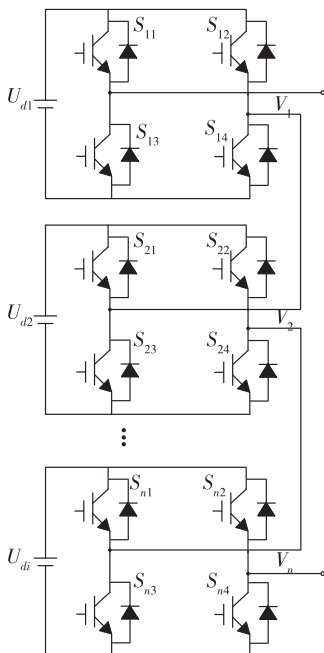 S11 S12
Ud1
V1
S13 S14
S21 S22
Ud2
V2
S23 S24
Sn1 Sn2
Udi
Vn
Sn3 Sn4